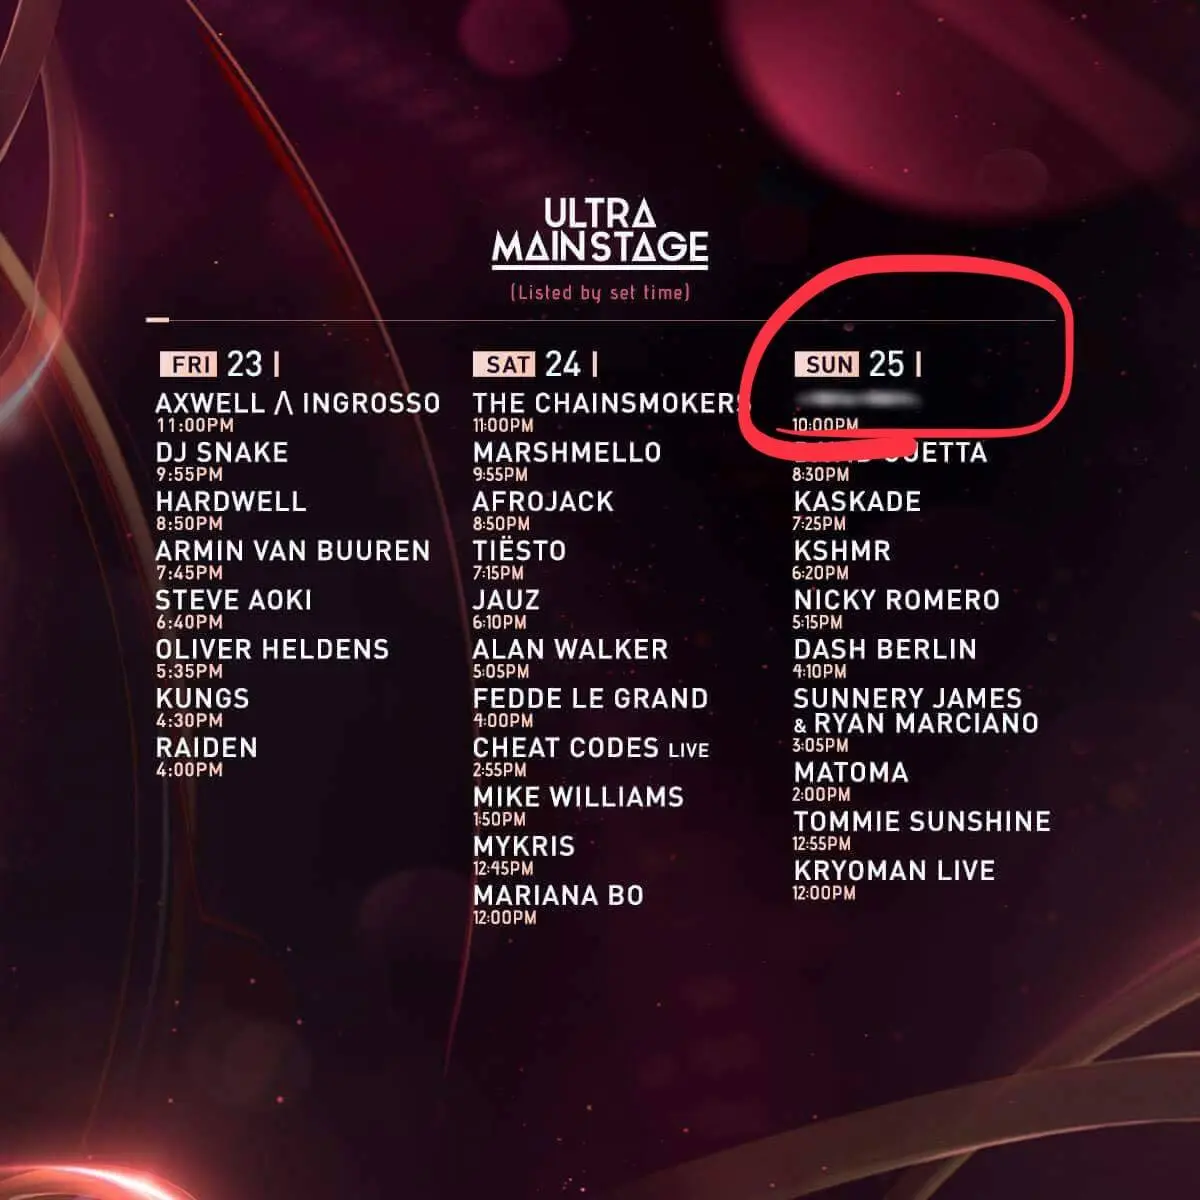 ULTRA
MAINSTAGE
(Listed by set time)
FRI 23
AXWELL Λ INGROSSO
11:00PM
DJ SNAKE
9:55PM
HARDWELL
8:50PM
ARMIN VAN BUUREN
7:45PM
STEVE AOKI
6:40PM
OLIVER HELDENS
5:35PM
KUNGS
4:30PM
RAIDEN
4:00PM
SAT 24
THE CHAINSMOKERS
11:00PM
MARSHMELLO
9:55PM
AFROJACK
8:50PM
TIËSTO
7:15PM
JAUZ
6:10PM
ALAN WALKER
5:05PM
FEDDE LE GRAND
4:00PM
CHEAT CODES LIVE
2:55PM
MIKE WILLIAMS
1:50PM
MYKRIS
12:45PM
MARIANA BO
12:00PM
SUN 25
10:00PM
GUETTA
8:30PM
KASKADE
7:25PM
KSHMR
6:20PM
NICKY ROMERO
5:15PM
DASH BERLIN
4:10PM
SUNNERY JAMES
& RYAN MARCIANO
3:05PM
MATOMA
2:00PM
TOMMIE SUNSHINE
12:55PM
KRYOMAN LIVE
12:00PM